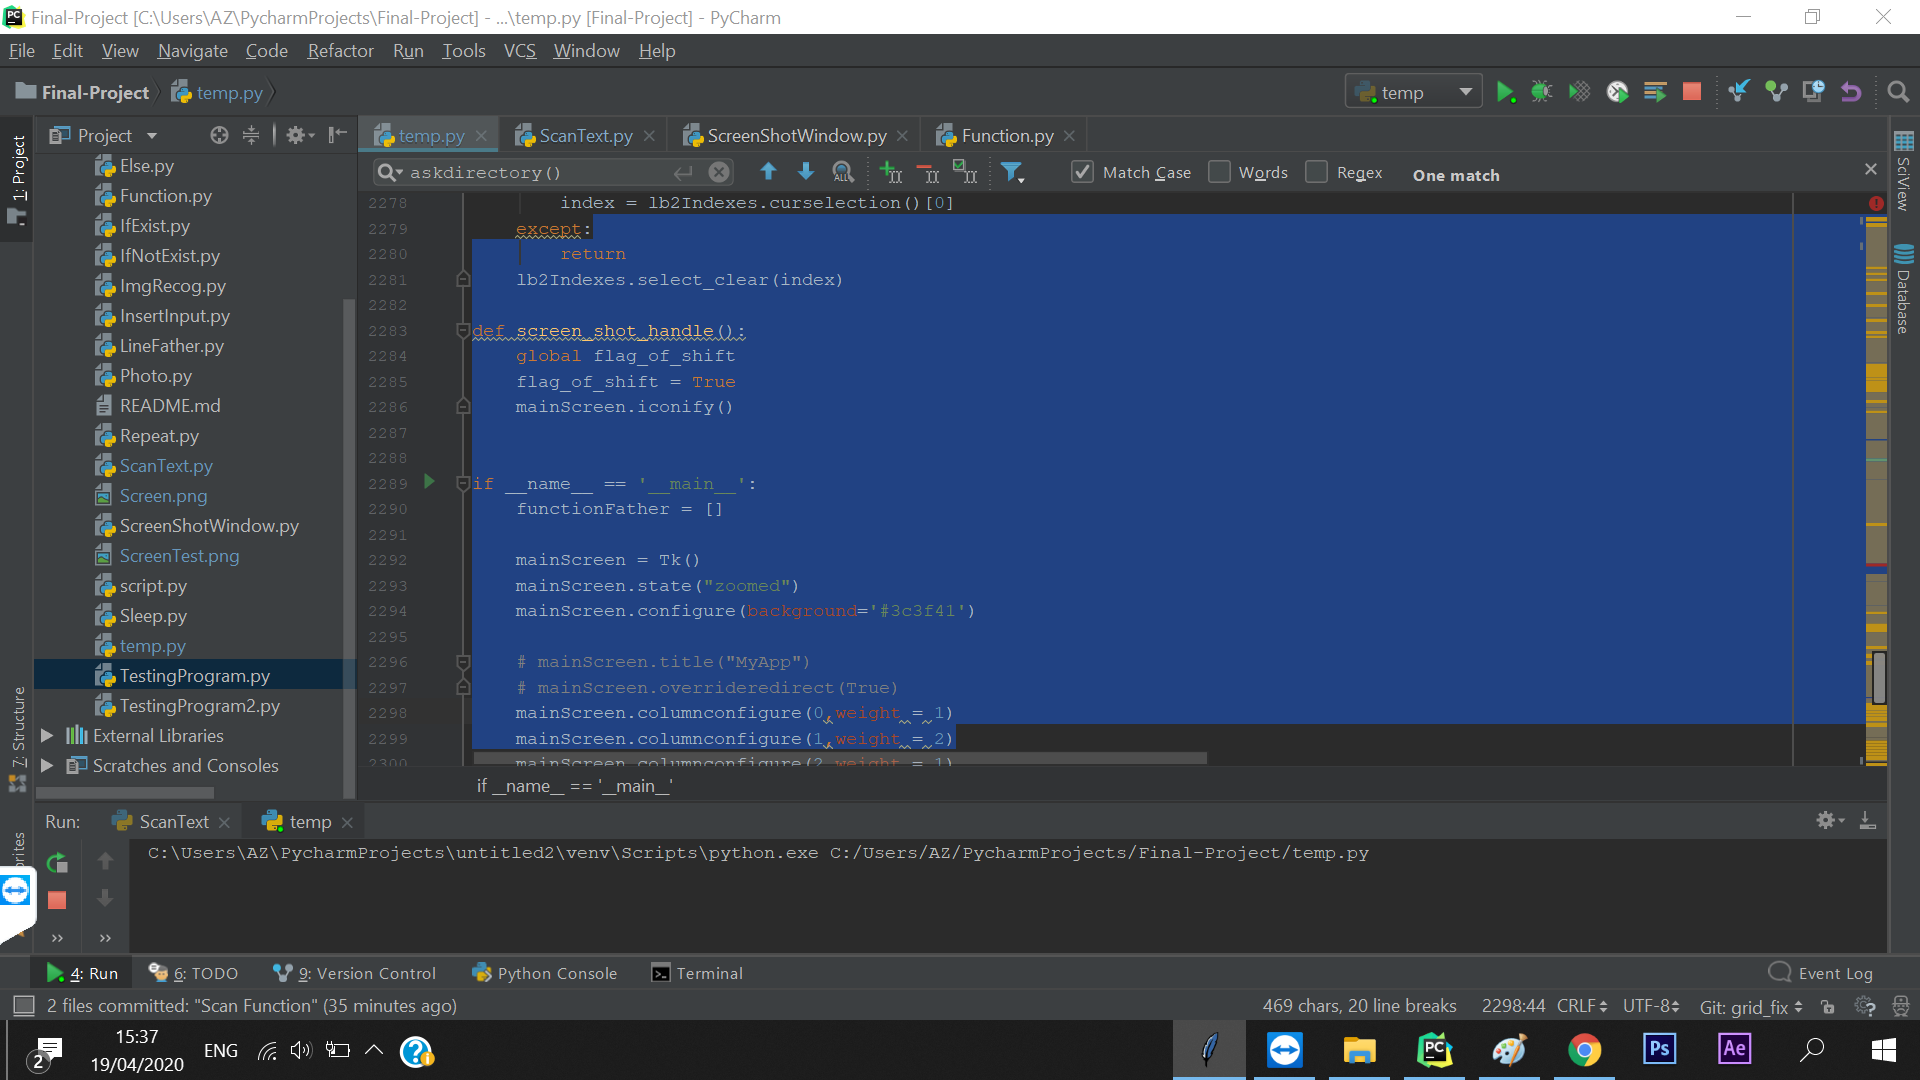 Final-Project [C:\Users\AZ\PycharmProjects\Final-Project] - ...\temp.py [Final-Project] - PyCharm
File Edit View Navigate Code Refactor Run Tools VCS Window Help
Final-Project temp.py temp
1: Project
Project
temp.py ScanText.py ScreenShotWindow.py Function.py
askdirectory() ALL Match Case Words Regex One match
Else.py
Function.py
IfExist.py
IfNotExist.py
ImgRecog.py
InsertInput.py
LineFather.py
Photo.py
README.md
Repeat.py
ScanText.py
Screen.png
ScreenShotWindow.py
ScreenTest.png
script.py
Sleep.py
temp.py
TestingProgram.py
TestingProgram2.py
External Libraries
Scratches and Consoles
2278 index = lb2Indexes.curselection()[0]
2279 except:
2280 return
2281 lb2Indexes.select_clear(index)
2282
2283 def screen_shot_handle():
2284 global flag_of_shift
2285 flag_of_shift = True
2286 mainScreen.iconify()
2287
2288
2289 if __name__ == '__main__':
2290 functionFather = []
2291
2292 mainScreen = Tk()
2293 mainScreen.state("zoomed")
2294 mainScreen.configure(background='#3c3f41')
2295
2296 # mainScreen.title("MyApp")
2297 # mainScreen.overrideredirect(True)
2298 mainScreen.columnconfigure(0,weight = 1)
2299 mainScreen.columnconfigure(1,weight = 2)
2300 mainScreen.columnconfigure(2,weight = 1)
if __name__ == '__main__'
SciView
Database
Z: Structure
Run: ScanText temp
C:\Users\AZ\PycharmProjects\untitled2\venv\Scripts\python.exe C:/Users/AZ/PycharmProjects/Final-Project/temp.py
4: Run 6: TODO 9: Version Control Python Console Terminal Event Log
2 files committed: "Scan Function" (35 minutes ago) 469 chars, 20 line breaks 2298:44 CRLF UTF-8 Git: grid_fix
2
15:37
19/04/2020
ENG
PC
Ps
Ae